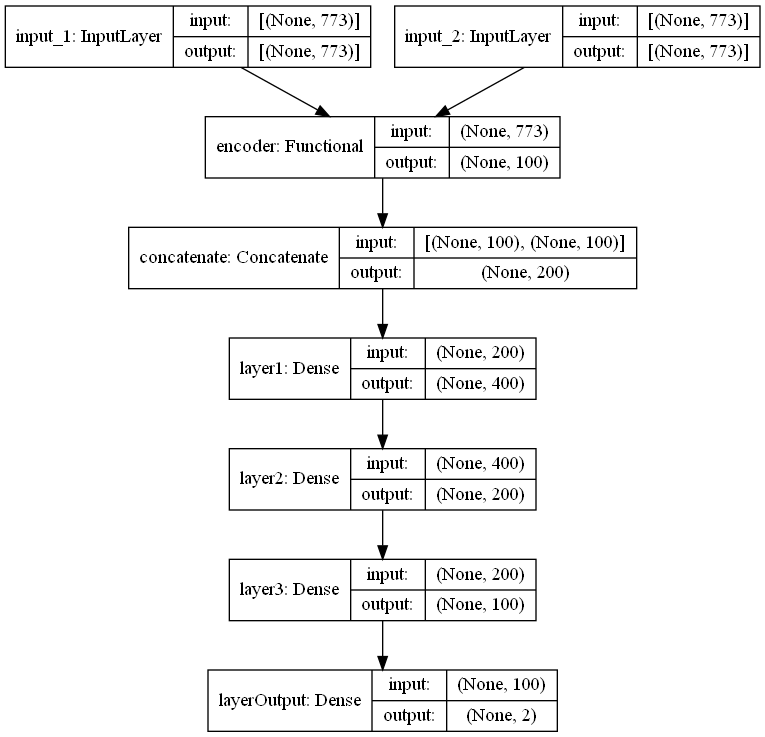 input_1: InputLayer
input: [(None, 773)]
output: [(None, 773)]
input_2: InputLayer
input: [(None, 773)]
output: [(None, 773)]
encoder: Functional
input: (None, 773)
output: (None, 100)
concatenate: Concatenate
input: [(None, 100), (None, 100)]
output: (None, 200)
layer1: Dense
input: (None, 200)
output: (None, 400)
layer2: Dense
input: (None, 400)
output: (None, 200)
layer3: Dense
input: (None, 200)
output: (None, 100)
layerOutput: Dense
input: (None, 100)
output: (None, 2)